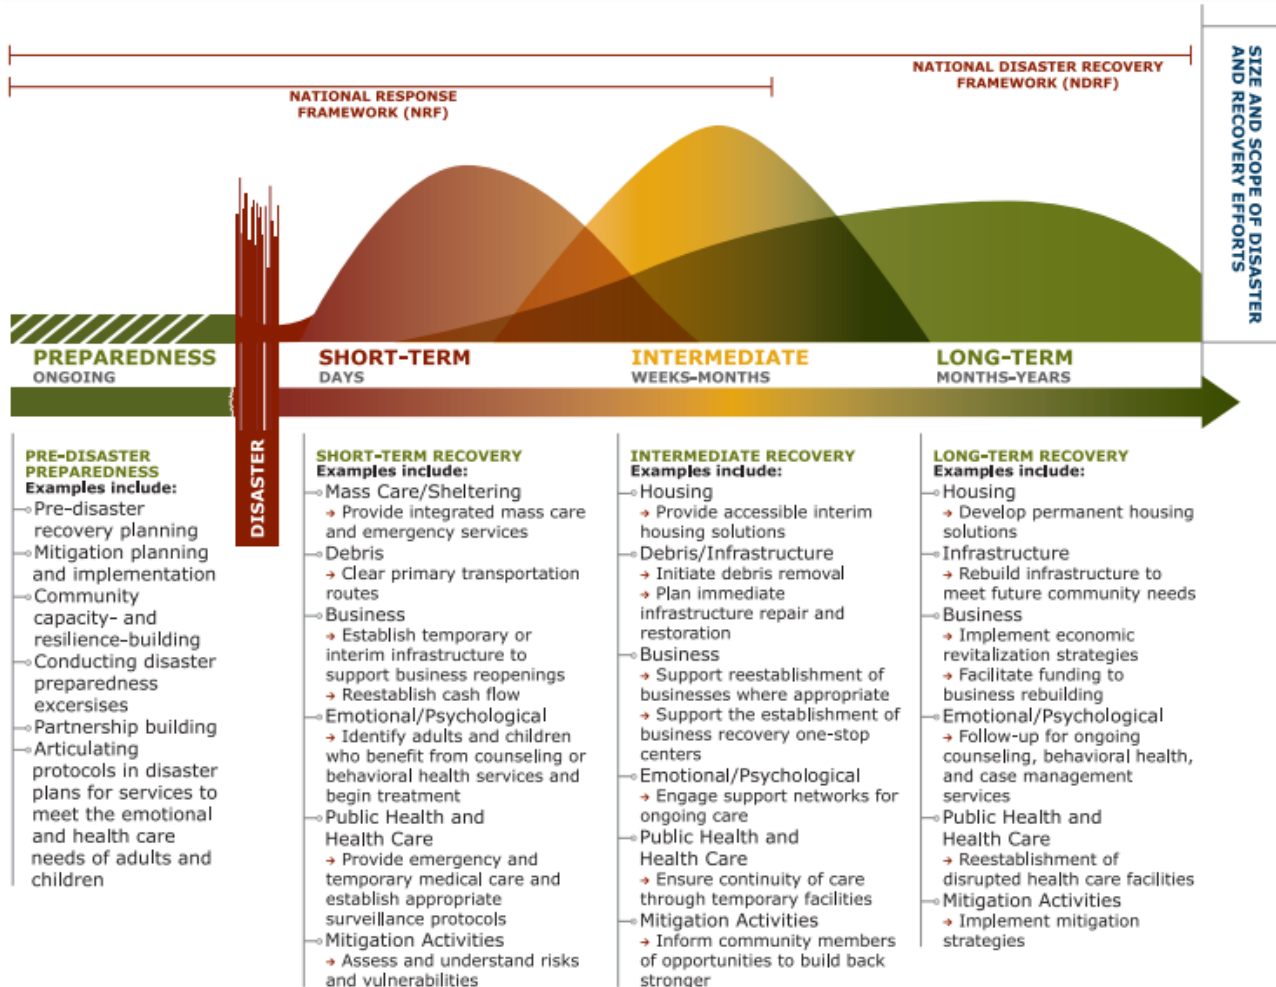 NATIONAL DISASTER RECOVERY
FRAMEWORK (NDRF)
NATIONAL RESPONSE
FRAMEWORK (NRF)
SIZE AND SCOPE OF DISASTER
AND RECOVERY EFFORTS
PREPAREDNESS
ONGOING
SHORT-TERM
DAYS
INTERMEDIATE
WEEKS-MONTHS
LONG-TERM
MONTHS-YEARS
DISASTER
PRE-DISASTER
PREPAREDNESS
Examples include:
Pre-disaster
recovery planning
Mitigation planning
and implementation
Community
capacity- and
resilience-building
Conducting disaster
preparedness
excersises
Partnership building
Articulating
protocols in disaster
plans for services to
meet the emotional
and health care
needs of adults and
children
SHORT-TERM RECOVERY
Examples include:
Mass Care/Sheltering
→ Provide integrated mass care
and emergency services
Debris
→ Clear primary transportation
routes
Business
→ Establish temporary or
interim infrastructure to
support business reopenings
→ Reestablish cash flow
Emotional/Psychological
→ Identify adults and children
who benefit from counseling or
behavioral health services and
begin treatment
Public Health and
Health Care
→ Provide emergency and
temporary medical care and
establish appropriate
surveillance protocols
Mitigation Activities
→ Assess and understand risks
and vulnerabilities
INTERMEDIATE RECOVERY
Examples include:
Housing
→ Provide accessible interim
housing solutions
Debris/Infrastructure
→ Initiate debris removal
→ Plan immediate
infrastructure repair and
restoration
Business
→ Support reestablishment of
businesses where appropriate
→ Support the establishment of
business recovery one-stop
centers
Emotional/Psychological
→ Engage support networks for
ongoing care
Public Health and
Health Care
→ Ensure continuity of care
through temporary facilities
Mitigation Activities
→ Inform community members
of opportunities to build back
stronger
LONG-TERM RECOVERY
Examples include:
Housing
→ Develop permanent housing
solutions
Infrastructure
→ Rebuild infrastructure to
meet future community needs
Business
→ Implement economic
revitalization strategies
→ Facilitate funding to
business rebuilding
Emotional/Psychological
→ Follow-up for ongoing
counseling, behavioral health,
and case management
services
Public Health and
Health Care
→ Reestablishment of
disrupted health care facilities
Mitigation Activities
→ Implement mitigation
strategies